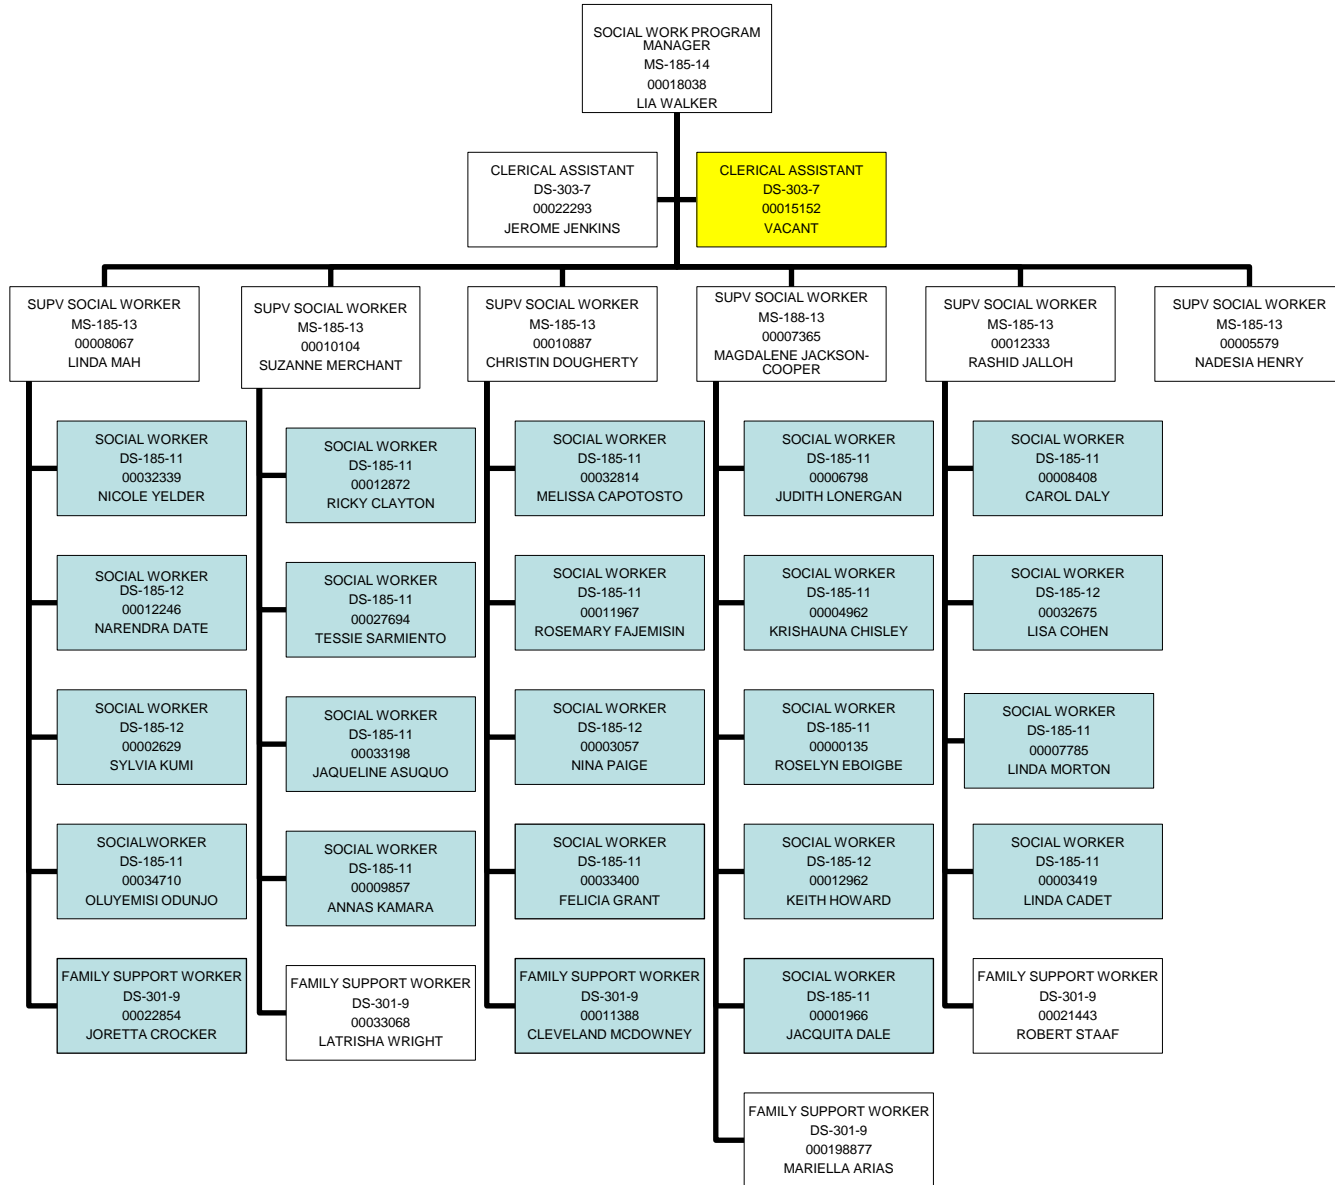 SOCIAL WORK PROGRAM
MANAGER
MS-185-14
00018038
LIA WALKER
CLERICAL ASSISTANT
DS-303-7
00022293
JEROME JENKINS
CLERICAL ASSISTANT
DS-303-7
00015152
VACANT
SUPV SOCIAL WORKER
MS-185-13
00008067
LINDA MAH
SUPV SOCIAL WORKER
MS-185-13
00010104
SUZANNE MERCHANT
SUPV SOCIAL WORKER
MS-185-13
00010887
CHRISTIN DOUGHERTY
SUPV SOCIAL WORKER
MS-188-13
00007365
MAGDALENE JACKSON-
COOPER
SUPV SOCIAL WORKER
MS-185-13
00012333
RASHID JALLOH
SUPV SOCIAL WORKER
MS-185-13
00005579
NADESIA HENRY
SOCIAL WORKER
DS-185-11
00032339
NICOLE YELDER
SOCIAL WORKER
DS-185-11
00012872
RICKY CLAYTON
SOCIAL WORKER
DS-185-11
00032814
MELISSA CAPOTOSTO
SOCIAL WORKER
DS-185-11
00006798
JUDITH LONERGAN
SOCIAL WORKER
DS-185-11
00008408
CAROL DALY
SOCIAL WORKER
DS-185-12
00012246
NARENDRA DATE
SOCIAL WORKER
DS-185-11
00027694
TESSIE SARMIENTO
SOCIAL WORKER
DS-185-11
00011967
ROSEMARY FAJEMISIN
SOCIAL WORKER
DS-185-11
00004962
KRISHAUNA CHISLEY
SOCIAL WORKER
DS-185-12
00032675
LISA COHEN
SOCIAL WORKER
DS-185-12
00002629
SYLVIA KUMI
SOCIAL WORKER
DS-185-11
00033198
JAQUELINE ASUQUO
SOCIAL WORKER
DS-185-12
00003057
NINA PAIGE
SOCIAL WORKER
DS-185-11
00000135
ROSELYN EBOIGBE
SOCIAL WORKER
DS-185-11
00007785
LINDA MORTON
SOCIALWORKER
DS-185-11
00034710
OLUYEMISI ODUNJO
SOCIAL WORKER
DS-185-11
00009857
ANNAS KAMARA
SOCIAL WORKER
DS-185-11
00033400
FELICIA GRANT
SOCIAL WORKER
DS-185-12
00012962
KEITH HOWARD
SOCIAL WORKER
DS-185-11
00003419
LINDA CADET
FAMILY SUPPORT WORKER
DS-301-9
00022854
JORETTA CROCKER
FAMILY SUPPORT WORKER
DS-301-9
00033068
LATRISHA WRIGHT
FAMILY SUPPORT WORKER
DS-301-9
00011388
CLEVELAND MCDOWNEY
SOCIAL WORKER
DS-185-11
00001966
JACQUITA DALE
FAMILY SUPPORT WORKER
DS-301-9
00021443
ROBERT STAAF
FAMILY SUPPORT WORKER
DS-301-9
000198877
MARIELLA ARIAS